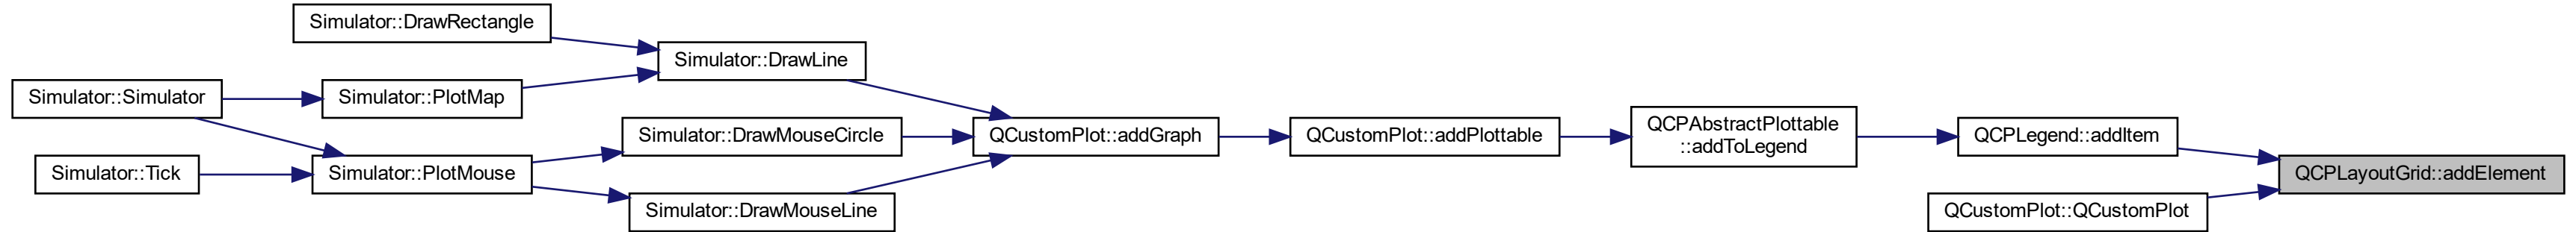 Simulator::DrawRectangle
Simulator::DrawLine
Simulator::Simulator
Simulator::PlotMap
Simulator::DrawMouseCircle
QCustomPlot::addGraph
QCustomPlot::addPlottable
QCPAbstractPlottable
::addToLegend
QCPLegend::addItem
Simulator::Tick
Simulator::PlotMouse
QCPLayoutGrid::addElement
Simulator::DrawMouseLine
QCustomPlot::QCustomPlot